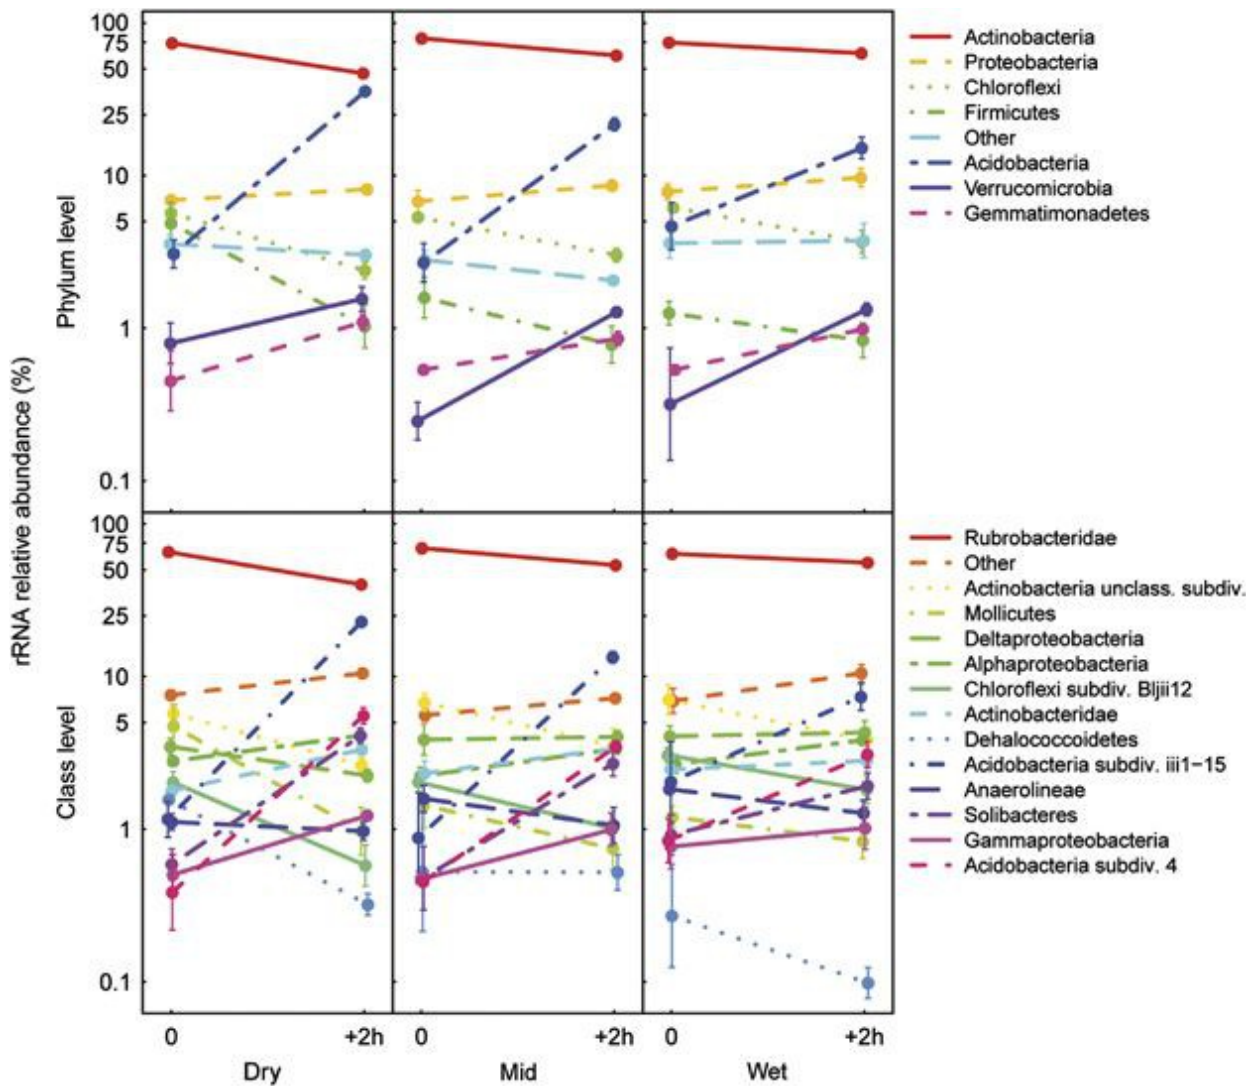 rRNA relative abundance (%)
Phylum level
100
75
50
25
10
5
1
0.1
Actinobacteria
Proteobacteria
Chloroflexi
Firmicutes
Other
Acidobacteria
Verrucomicrobia
Gemmatimonadetes
Class level
100
75
50
25
10
5
1
0.1
Rubrobacteridae
Other
Actinobacteria unclass. subdiv.
Mollicutes
Deltaproteobacteria
Alphaproteobacteria
Chloroflexi subdiv. Bljii12
Actinobacteridae
Dehalococcoidetes
Acidobacteria subdiv. iii1-15
Anaerolineae
Solibacteres
Gammaproteobacteria
Acidobacteria subdiv. 4
0 +2h 0 +2h 0 +2h
Dry Mid Wet